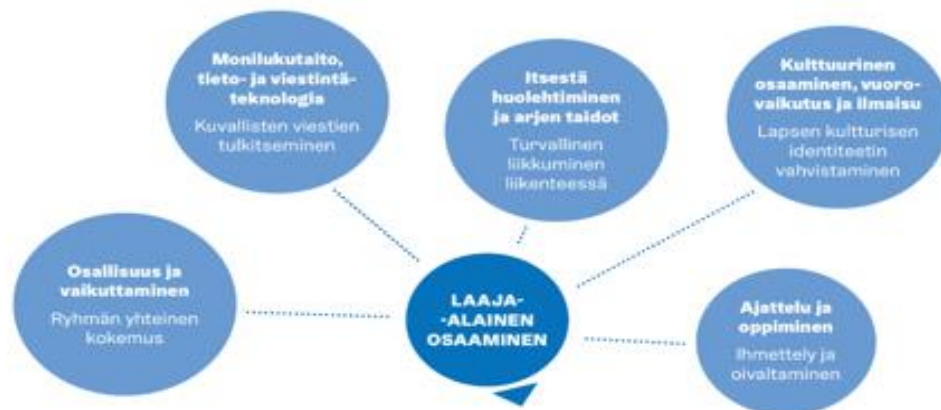 Monilukutaito,
tieto- ja viestintä-
teknologia
Kuvallisten viestien
tulkitseminen
Itsestä
huolehtiminen
ja arjen taidot
Turvallinen
liikkuminen
liikenteessä
Kulttuurinen
osaaminen, vuoro-
vaikutus ja ilmaisu
Lapsen kultturisen
identiteetin
vahvistaminen
Osallisuus ja
vaikuttaminen
Ryhmän yhteinen
kokemus
LAAJA-
-ALAINEN
OSAAMINEN
Ajattelu ja
oppiminen
Ihmettely ja
oivaltaminen